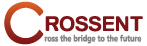 CROSSENT
ross the bridge to the future